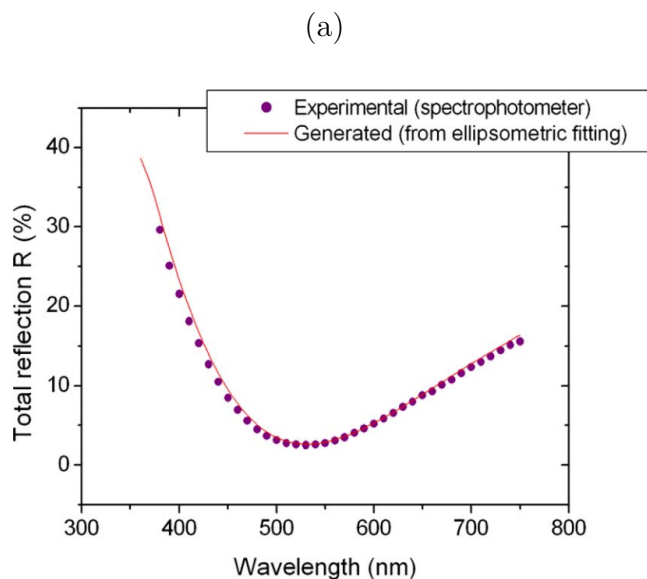 (a)
Experimental (spectrophotometer)
Generated (from ellipsometric fitting)
40
30
20
10
0
Total reflection R (%)
300 400 500 600 700 800
Wavelength (nm)